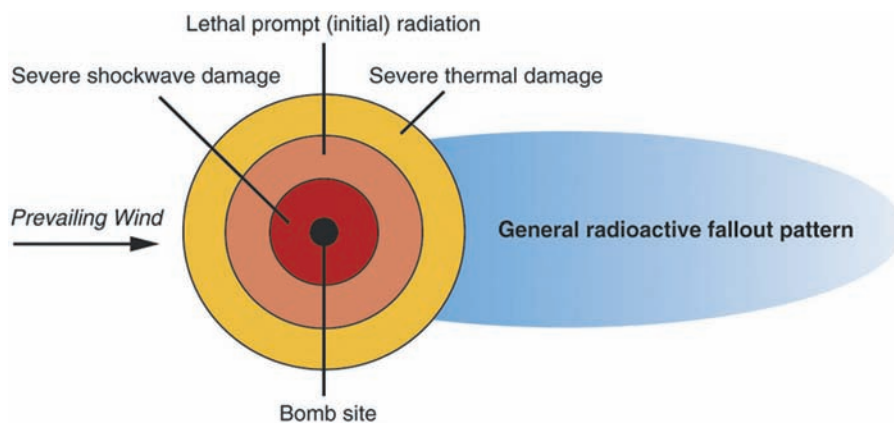 Lethal prompt (initial) radiation
Severe shockwave damage
Severe thermal damage
Prevailing Wind
General radioactive fallout pattern
Bomb site